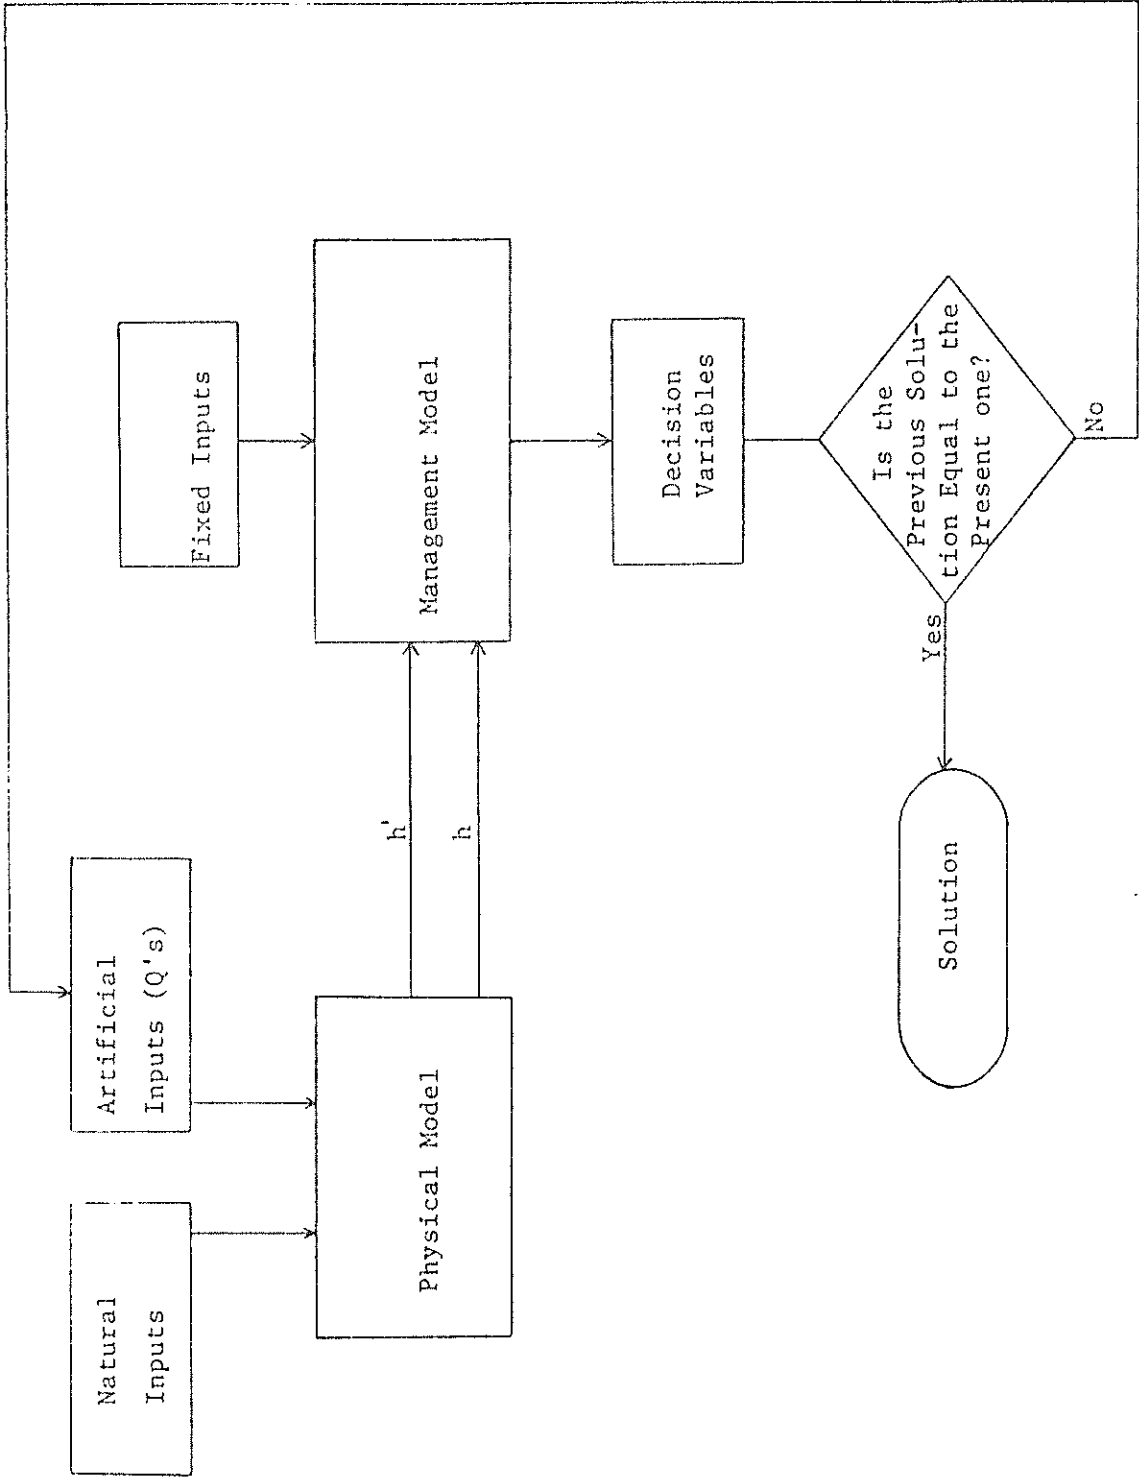 Natural
Inputs
Artificial
Inputs (Q's)
Fixed Inputs
Physical Model
h'
h
Management Model
Decision
Variables
Is the
Previous Solu-
tion Equal to the
Present one?
Yes
No
Solution